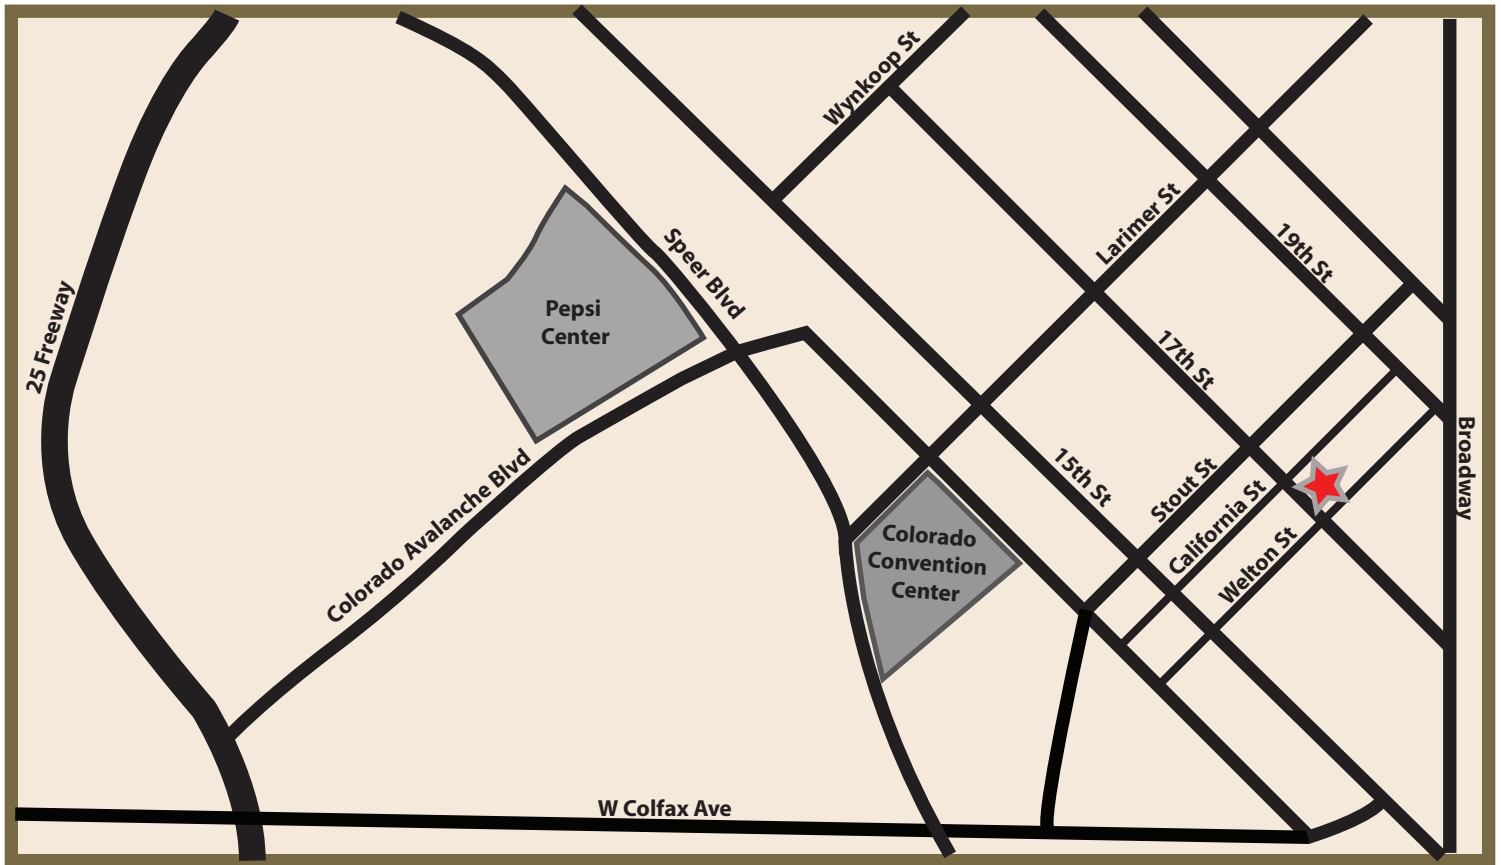 Wynkoop St
Larimer St
19th St
Speer Blvd
25 Freeway
Pepsi
Center
17th St
Broadway
15th St
Stout St
California St
Welton St
Colorado Avalanche Blvd
Colorado
Convention
Center
W Colfax Ave